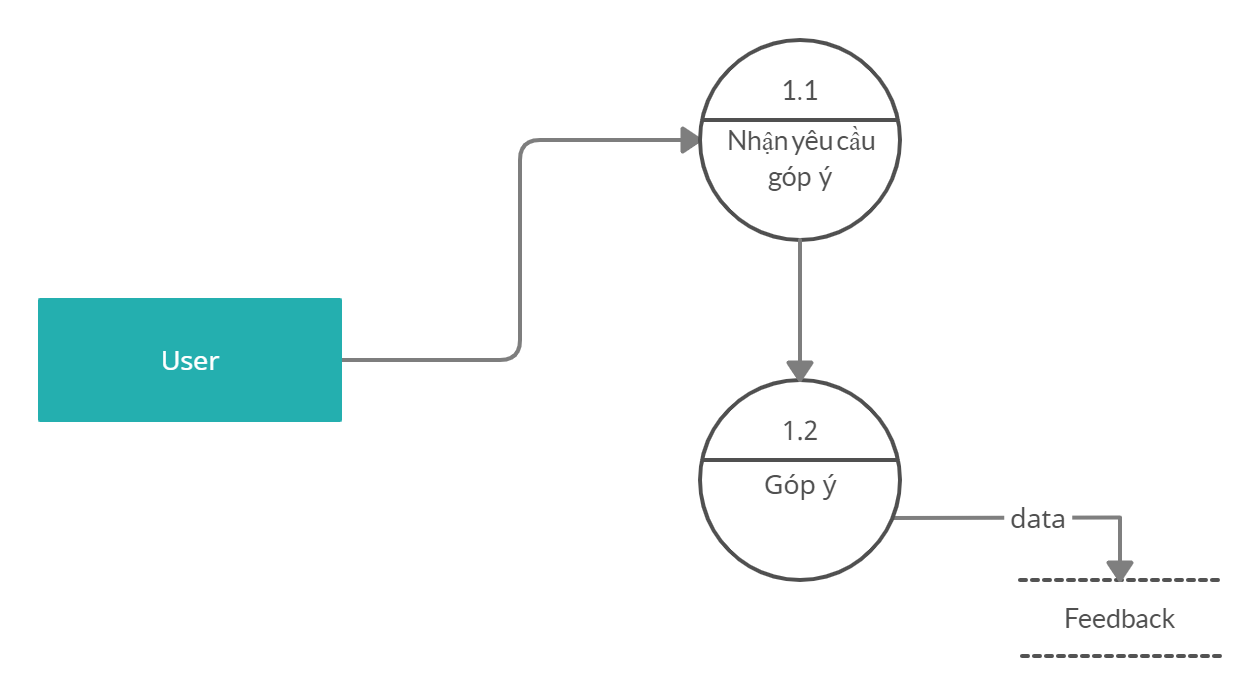 1.1
Nhận yêu cầu
góp ý
User
1.2
Góp ý
data
Feedback